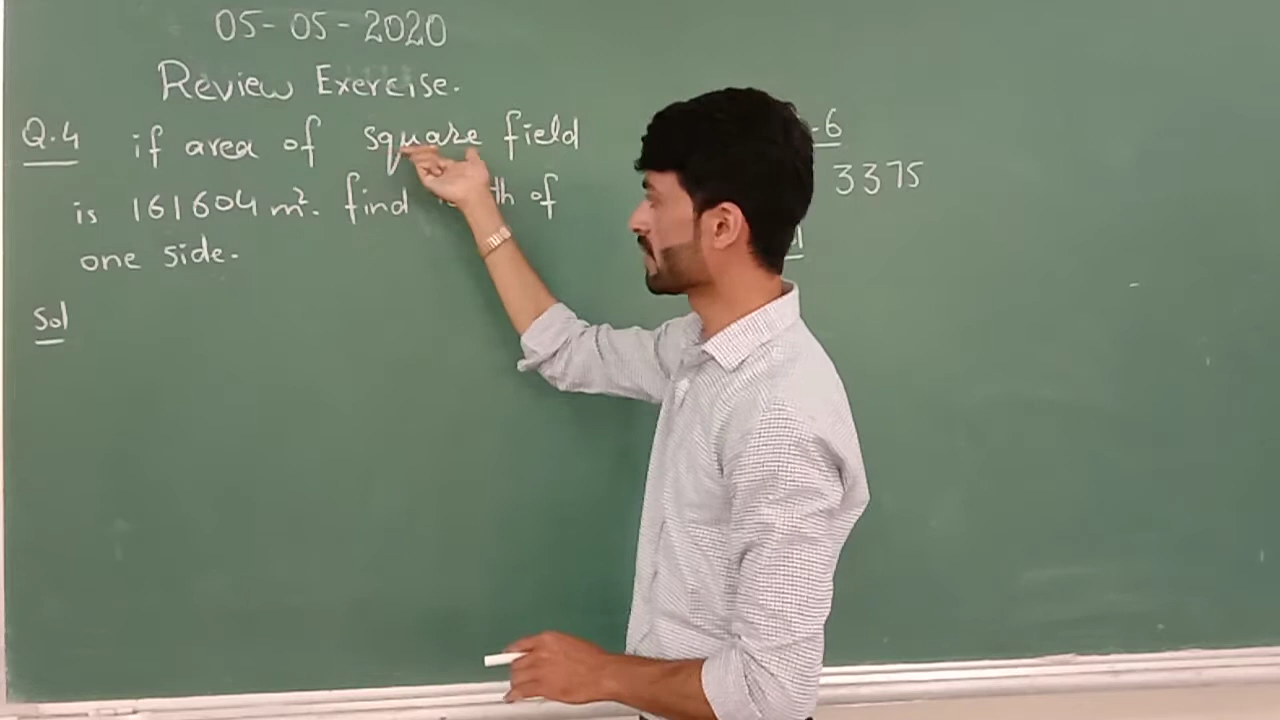 05-05-2020
Review Exercise.
Q.4 if area of square field
is 161604 m². find th of
one side.
Sol
.6
3375